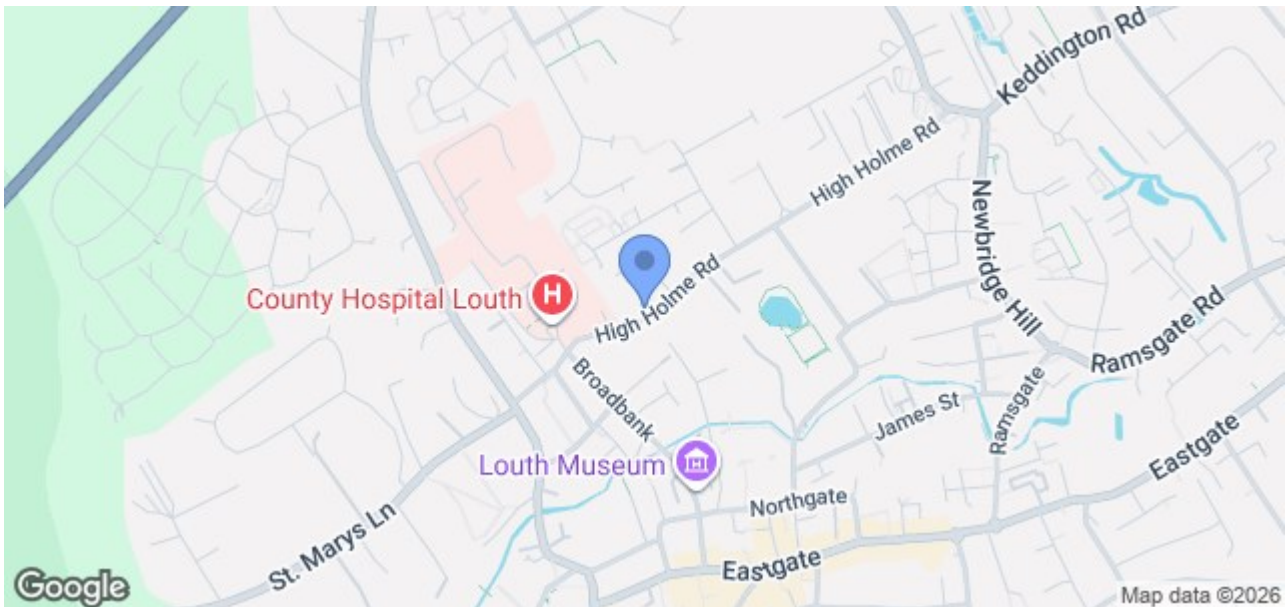 Keddington Rd
High Holme Rd
Newbridge Hill
High Holme Rd
County Hospital Louth
H
Ramsgate Rd
Broadbank
Ramsgate
James St
Eastgate
Louth Museum
Northgate
St. Marys Ln
Eastgate
Google
Map data ©2026